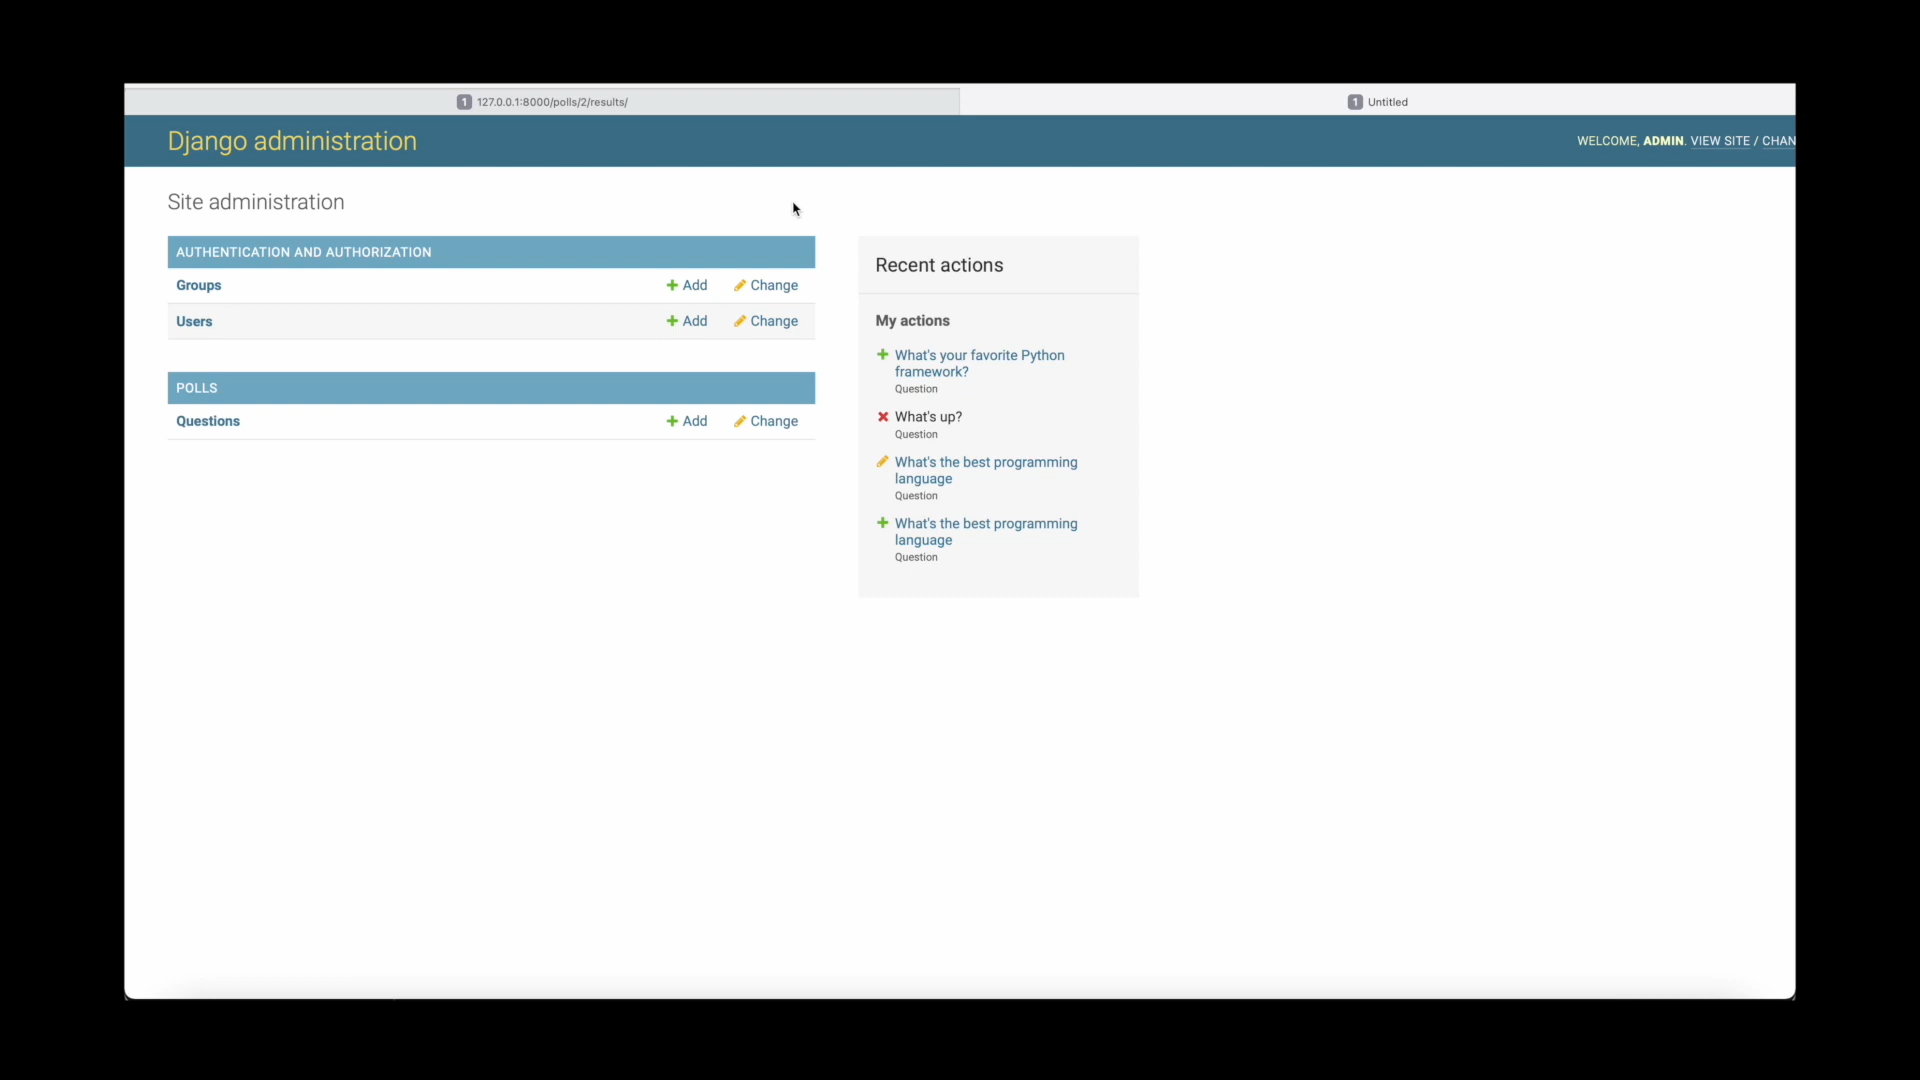 1 127.0.0.1:8000/polls/2/results/
1 Untitled
Django administration
WELCOME, ADMIN. VIEW SITE / CHAN
Site administration
AUTHENTICATION AND AUTHORIZATION
Groups
Add
Change
Users
Add
Change
POLLS
Questions
Add
Change
Recent actions
My actions
What's your favorite Python
framework?
Question
What's up?
Question
What's the best programming
language
Question
What's the best programming
language
Question